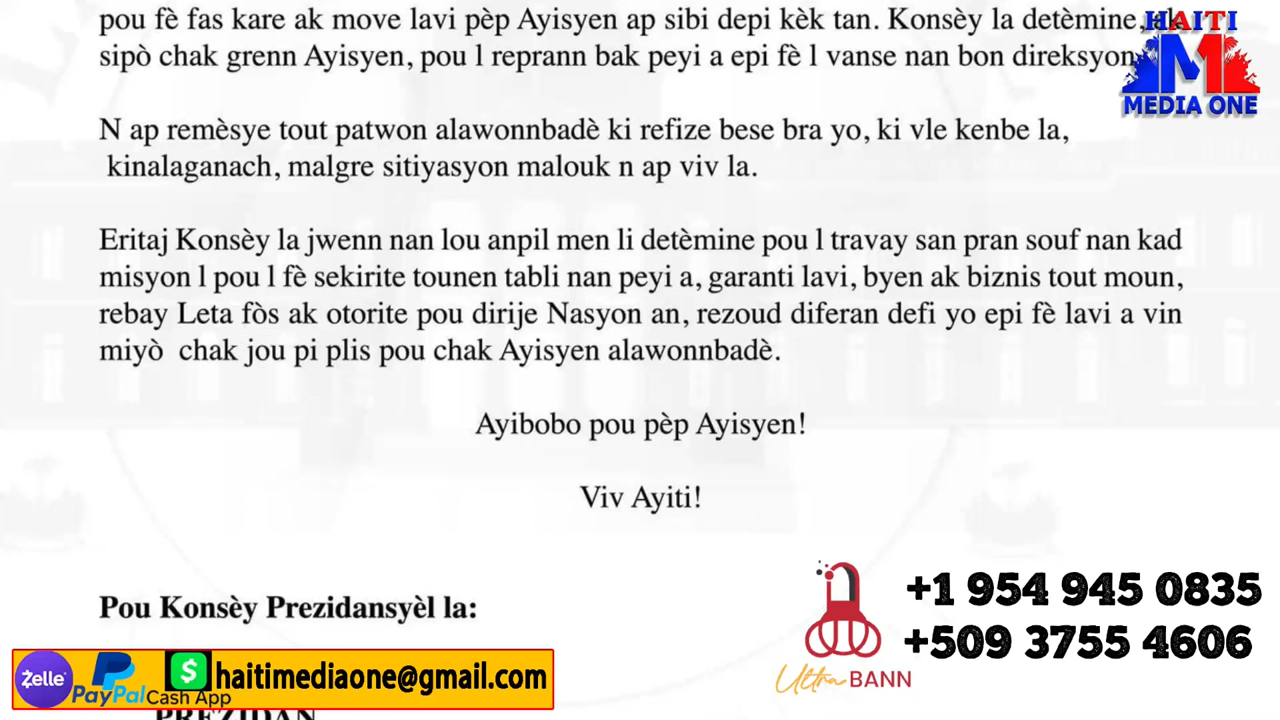 pou fè fas kare ak move lavi pèp Ayisyen ap sibi depi kèk tan. Konsèy la detèmine, ak
sipò chak grenn Ayisyen, pou l reprann bak peyi a epi fè l vanse nan bon direksyon
HAITI
M
MEDIA ONE
N ap remèsye tout patwon alawonnbadè ki refize bese bra yo, ki vle kenbe la,
kinalaganach, malgre sitiyasyon malouk n ap viv la.
Eritaj Konsèy la jwenn nan lou anpil men li detèmine pou l travay san pran souf nan kad
misyon l pou l fè sekirite tounen tabli nan peyi a, garanti lavi, byen ak biznis tout moun,
rebay Leta fòs ak otorite pou dirije Nasyon an, rezoud diferan defi yo epi fè lavi a vin
miyò  chak jou pi plis pou chak Ayisyen alawonnbadè.
Ayibobo pou pèp Ayisyen!
Viv Ayiti!
Pou Konsèy Prezidansyèl la:
+1 954 945 0835
+509 3755 4606
Ultra BANN
Zelle
PayPal
$
Cash App
haitimediaone@gmail.com
PREZIDAN